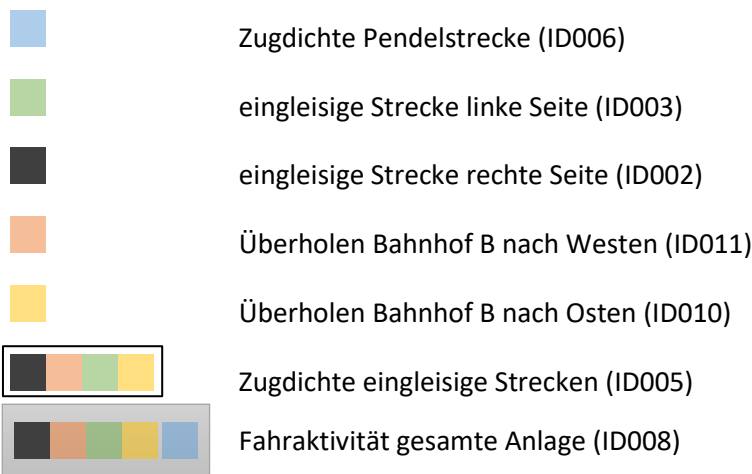 Zugdichte Pendelstrecke (ID006)
eingleisige Strecke linke Seite (ID003)
eingleisige Strecke rechte Seite (ID002)
Überholen Bahnhof B nach Westen (ID011)
Überholen Bahnhof B nach Osten (ID010)
Zugdichte eingleisige Strecken (ID005)
Fahraktivität gesamte Anlage (ID008)